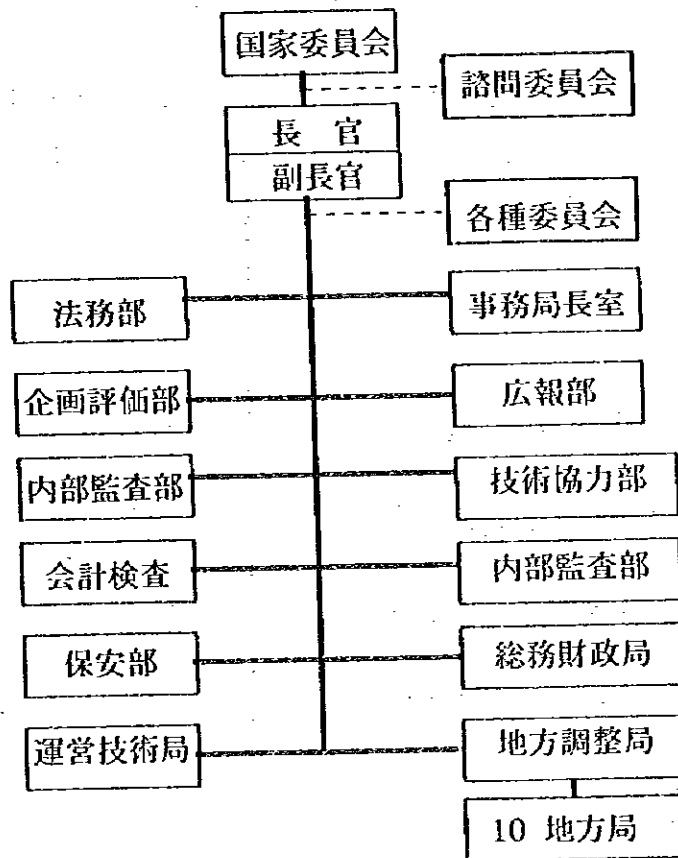 国家委員会
諮問委員会
長 官
副長官
各種委員会
法務部
事務局長室
企画評価部
広報部
内部監査部
技術協力部
会計検査
内部監査部
保安部
総務財政局
運営技術局
地方調整局
10 地方局